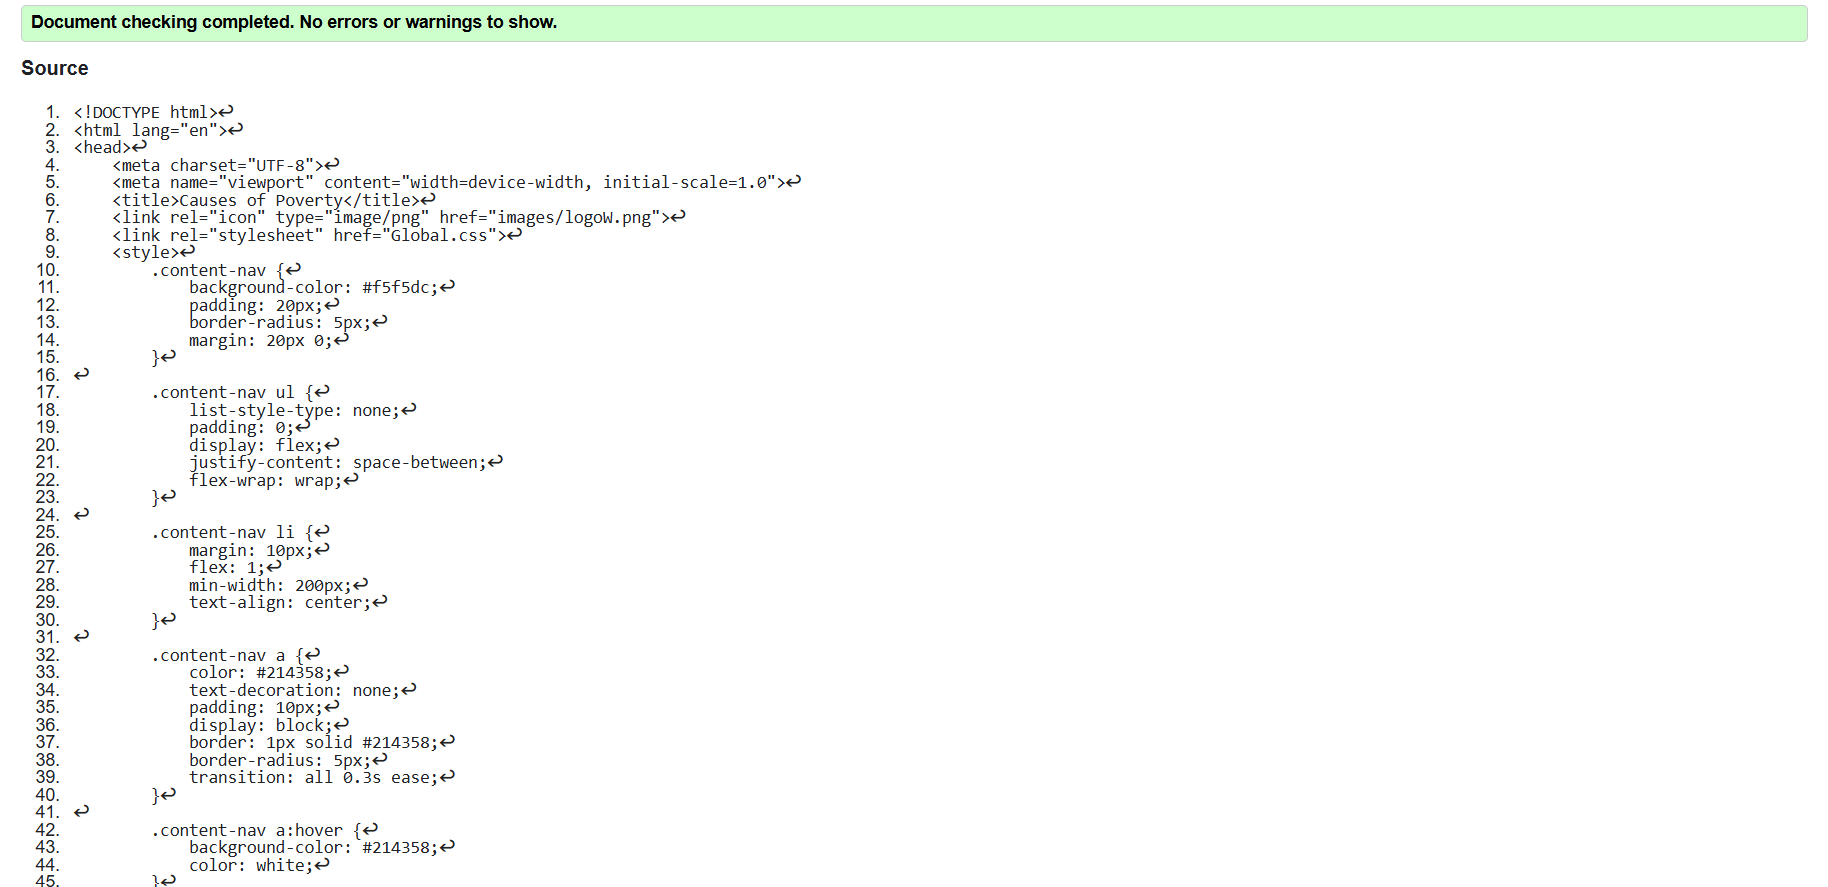 Document checking completed. No errors or warnings to show.
Source
1. <!DOCTYPE html>↩
2. <html lang="en">↩
3. <head>↩
4.     <meta charset="UTF-8">↩
5.     <meta name="viewport" content="width=device-width, initial-scale=1.0">↩
6.     <title>Causes of Poverty</title>↩
7.     <link rel="icon" type="image/png" href="images/logoW.png">↩
8.     <link rel="stylesheet" href="Global.css">↩
9.     <style>↩
10.         .content-nav {↩
11.             background-color: #f5f5dc;↩
12.             padding: 20px;↩
13.             border-radius: 5px;↩
14.             margin: 20px 0;↩
15.         }↩
16. ↩
17.         .content-nav ul {↩
18.             list-style-type: none;↩
19.             padding: 0;↩
20.             display: flex;↩
21.             justify-content: space-between;↩
22.             flex-wrap: wrap;↩
23.         }↩
24. ↩
25.         .content-nav li {↩
26.             margin: 10px;↩
27.             flex: 1;↩
28.             min-width: 200px;↩
29.             text-align: center;↩
30.         }↩
31. ↩
32.         .content-nav a {↩
33.             color: #214358;↩
34.             text-decoration: none;↩
35.             padding: 10px;↩
36.             display: block;↩
37.             border: 1px solid #214358;↩
38.             border-radius: 5px;↩
39.             transition: all 0.3s ease;↩
40.         }↩
41. ↩
42.         .content-nav a:hover {↩
43.             background-color: #214358;↩
44.             color: white;↩
45.         }↩